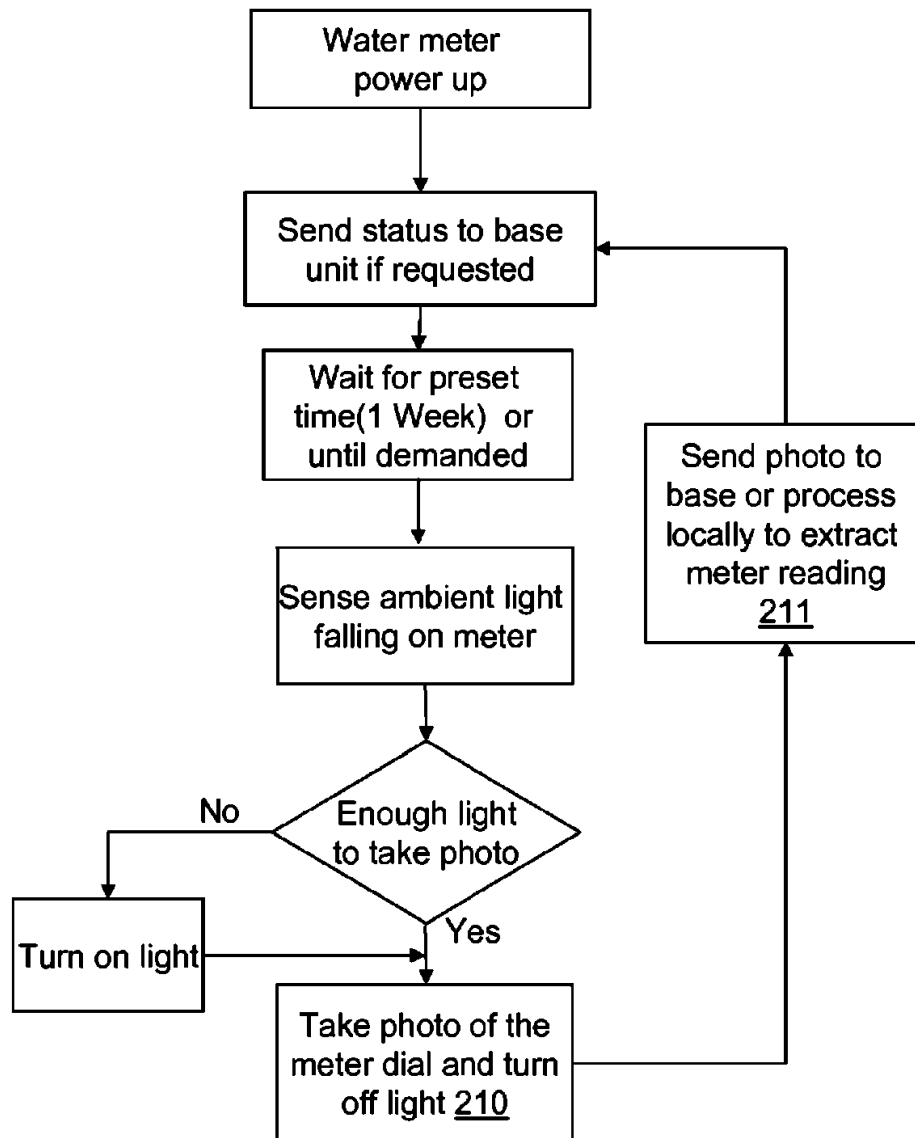 Water meter
power up
Send status to base
unit if requested
Wait for preset
time(1 Week) or
until demanded
Sense ambient light
falling on meter
Enough light
to take photo
No
Yes
Turn on light
Take photo of the
meter dial and turn
off light 210
Send photo to
base or process
locally to extract
meter reading
211